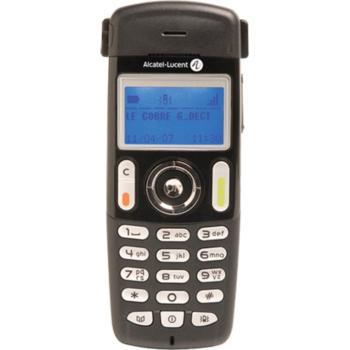 Alcatel-Lucent
LE COBRE G.DECT
11/04/07 11:30
C
1 2 abc 3 def
4 ghi 5 jkl 6 mno
7 pqrs 8 tuv 9 wxyz
* 0 #